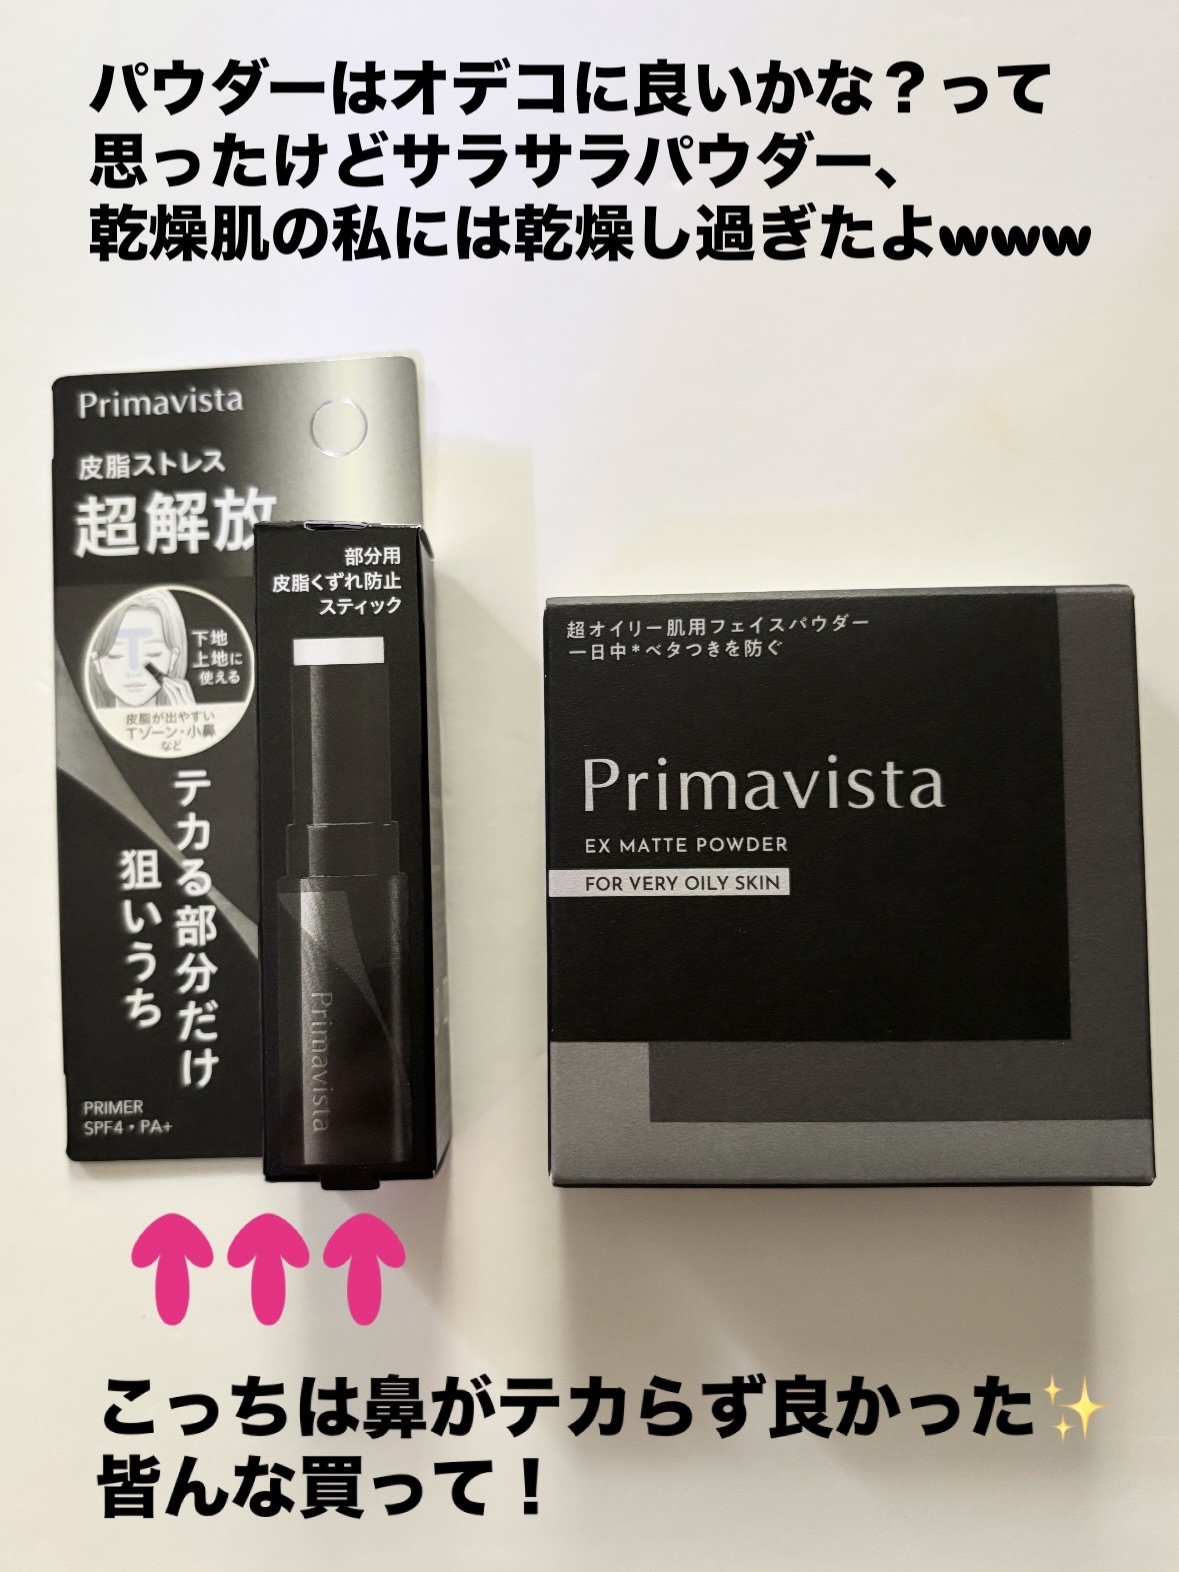 パウダーはオデコに良いかな？って
思ったけどサラサラパウダー、
乾燥肌の私には乾燥し過ぎたよwww
Primavista
皮脂ストレス
超解放
下地
上地に
使える
皮脂が出やすい
Tゾーン・小鼻
など
テカる部分だけ
狙いうち
PRIMER
SPF4・PA+
部分用
皮脂くずれ防止
スティック
Primavista
超オイリー肌用フェイスパウダー
一日中*ベタつきを防ぐ
Primavista
EX MATTE POWDER
FOR VERY OILY SKIN
こっちは鼻がテカらず良かった✨
皆んな買って！